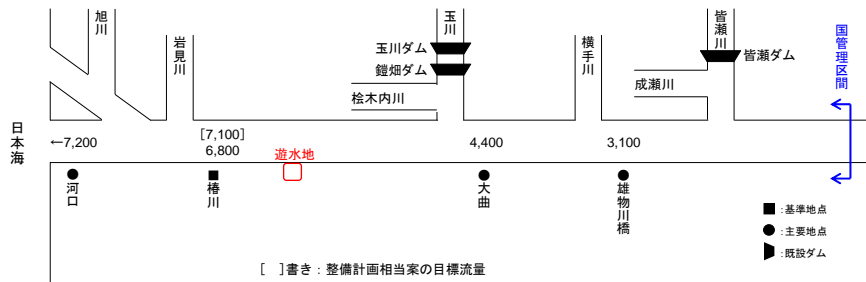 旭川
岩見川
玉川
玉川ダム
鎧畑ダム
桧木内川
横手川
皆瀬川
皆瀬ダム
成瀬川
国管理区間
日本海
←7,200
[7,100]
6,800
遊水地
4,400
3,100
河口
椿川
大曲
雄物川橋
■:基準地点
●:主要地点
:既設ダム
[ ]書き:整備計画相当案の目標流量